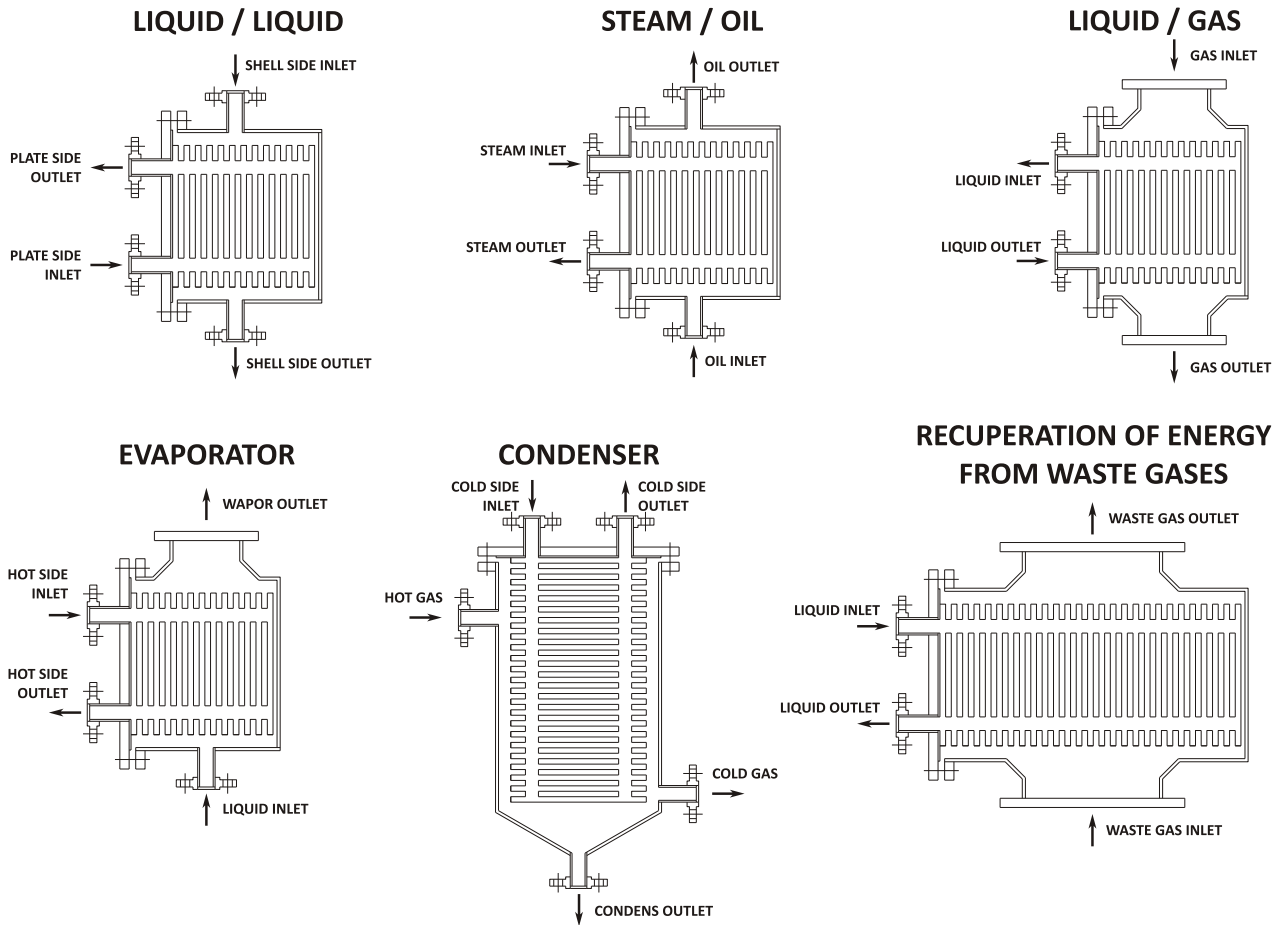 LIQUID / LIQUID
SHELL SIDE INLET
PLATE SIDE
OUTLET
PLATE SIDE
INLET
SHELL SIDE OUTLET
STEAM / OIL
OIL OUTLET
STEAM INLET
STEAM OUTLET
OIL INLET
LIQUID / GAS
GAS INLET
LIQUID INLET
LIQUID OUTLET
GAS OUTLET
EVAPORATOR
WAPOR OUTLET
HOT SIDE
INLET
HOT SIDE
OUTLET
LIQUID INLET
CONDENSER
COLD SIDE
INLET
COLD SIDE
OUTLET
HOT GAS
COLD GAS
CONDENS OUTLET
RECUPERATION OF ENERGY
FROM WASTE GASES
WASTE GAS OUTLET
LIQUID INLET
LIQUID OUTLET
WASTE GAS INLET